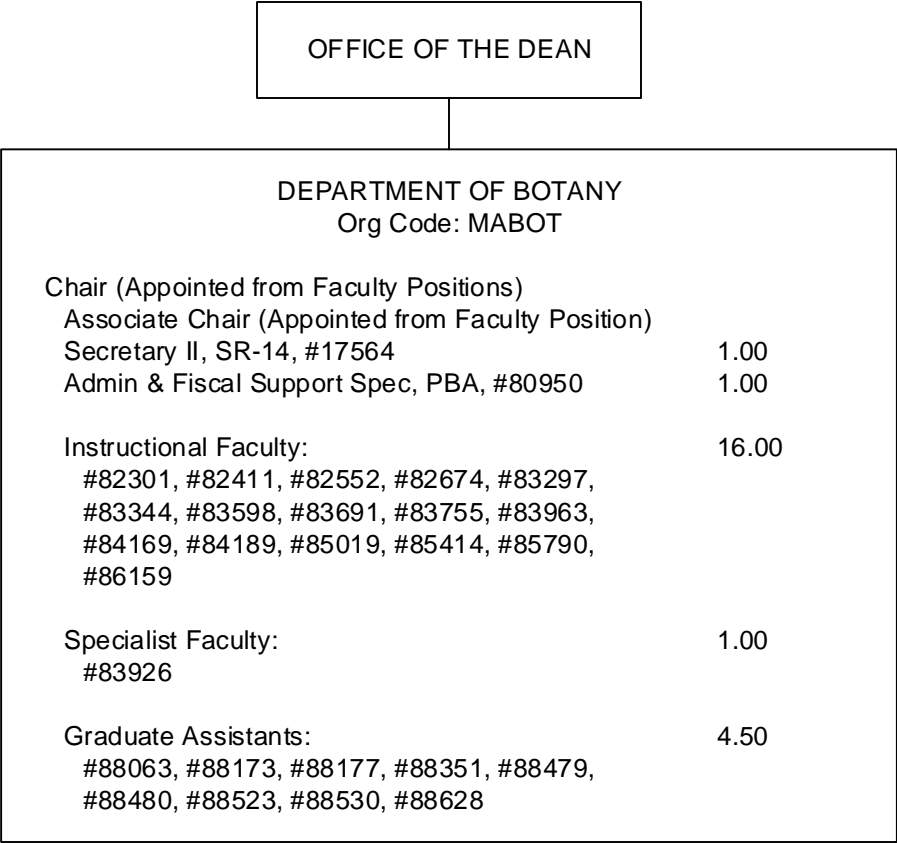 OFFICE OF THE DEAN
DEPARTMENT OF BOTANY
Org Code: MABOT
Chair (Appointed from Faculty Positions)
Associate Chair (Appointed from Faculty Position)
Secretary II, SR-14, #17564 1.00
Admin & Fiscal Support Spec, PBA, #80950 1.00
Instructional Faculty: 16.00
#82301, #82411, #82552, #82674, #83297,
#83344, #83598, #83691, #83755, #83963,
#84169, #84189, #85019, #85414, #85790,
#86159
Specialist Faculty: 1.00
#83926
Graduate Assistants: 4.50
#88063, #88173, #88177, #88351, #88479,
#88480, #88523, #88530, #88628